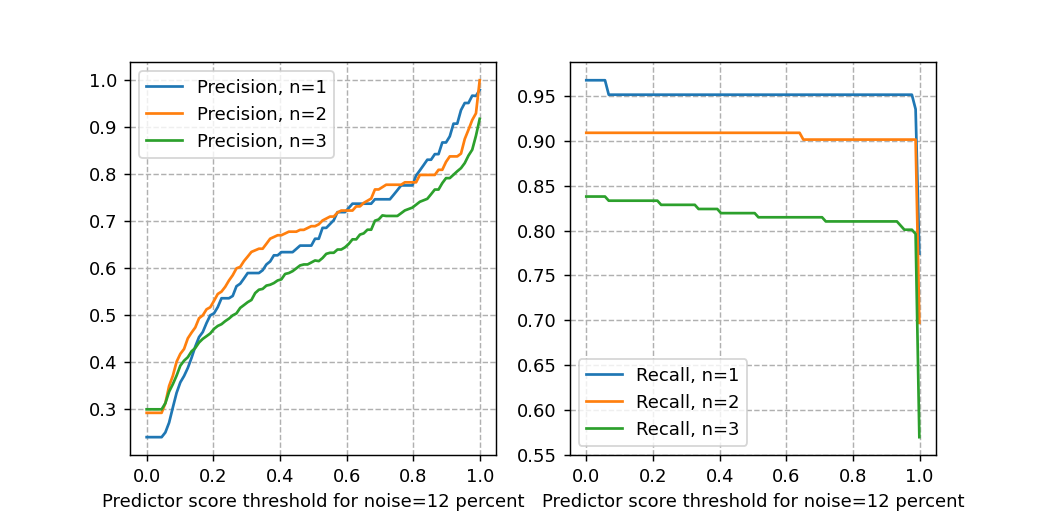 1.0
0.9
0.8
0.7
0.6
0.5
0.4
0.3
Precision, n=1
Precision, n=2
Precision, n=3
0.0 0.2 0.4 0.6 0.8 1.0
Predictor score threshold for noise=12 percent
0.95
0.90
0.85
0.80
0.75
0.70
0.65
0.60
0.55
Recall, n=1
Recall, n=2
Recall, n=3
0.0 0.2 0.4 0.6 0.8 1.0
Predictor score threshold for noise=12 percent